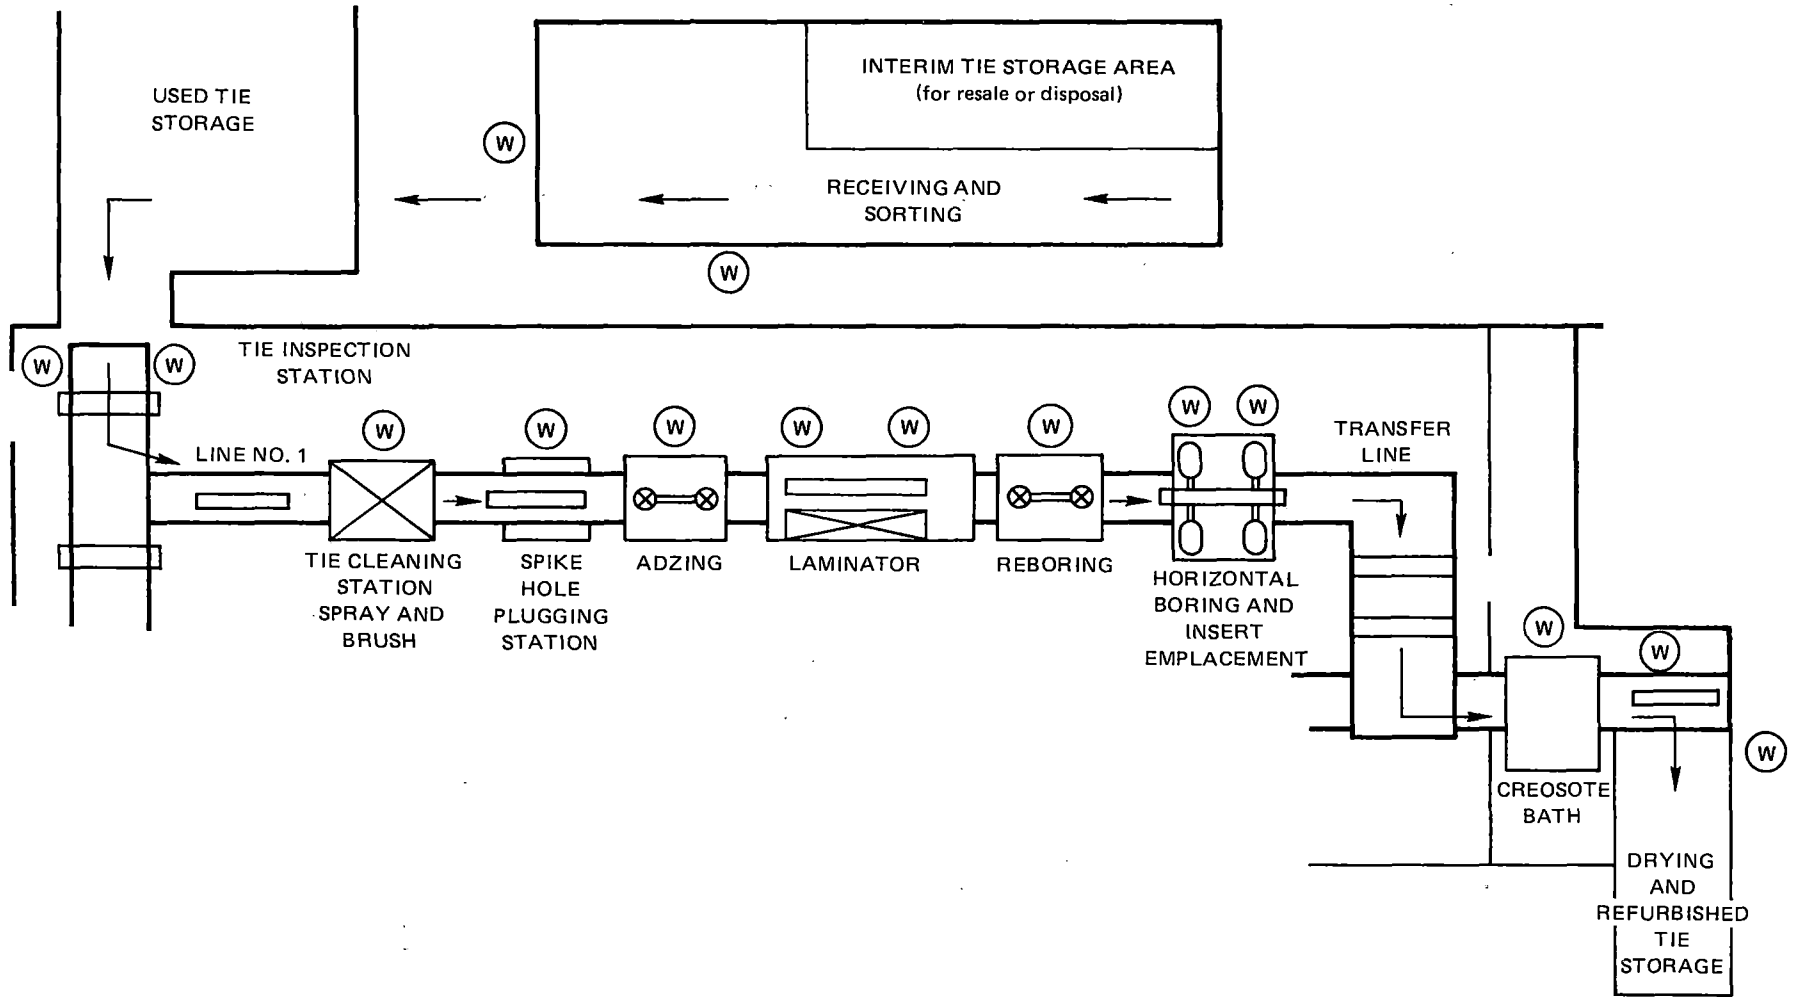 INTERIM TIE STORAGE AREA
(for resale or disposal)
USED TIE
STORAGE
W
RECEIVING AND
SORTING
W
TIE INSPECTION
STATION
W
W
W
W
W
W
W
W
W
W
LINE NO. 1
TRANSFER
LINE
TIE CLEANING
STATION
SPRAY AND
BRUSH
SPIKE
HOLE
PLUGGING
STATION
ADZING
LAMINATOR
REBORING
HORIZONTAL
BORING AND
INSERT
EMPLACEMENT
W
W
W
CREOSOTE
BATH
DRYING
AND
REFURBISHED
TIE
STORAGE